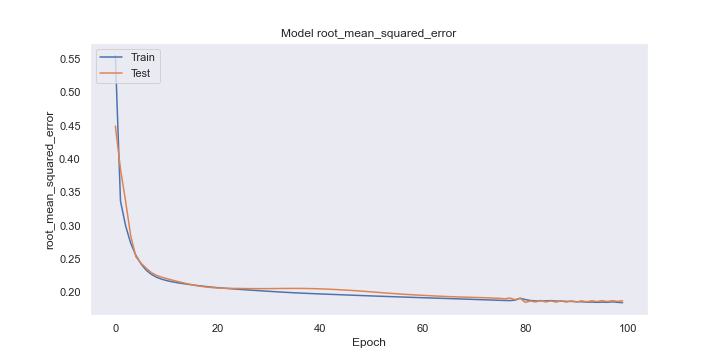 Model root_mean_squared_error
Train
Test
root_mean_squared_error
0.55
0.50
0.45
0.40
0.35
0.30
0.25
0.20
0 20 40 60 80 100
Epoch